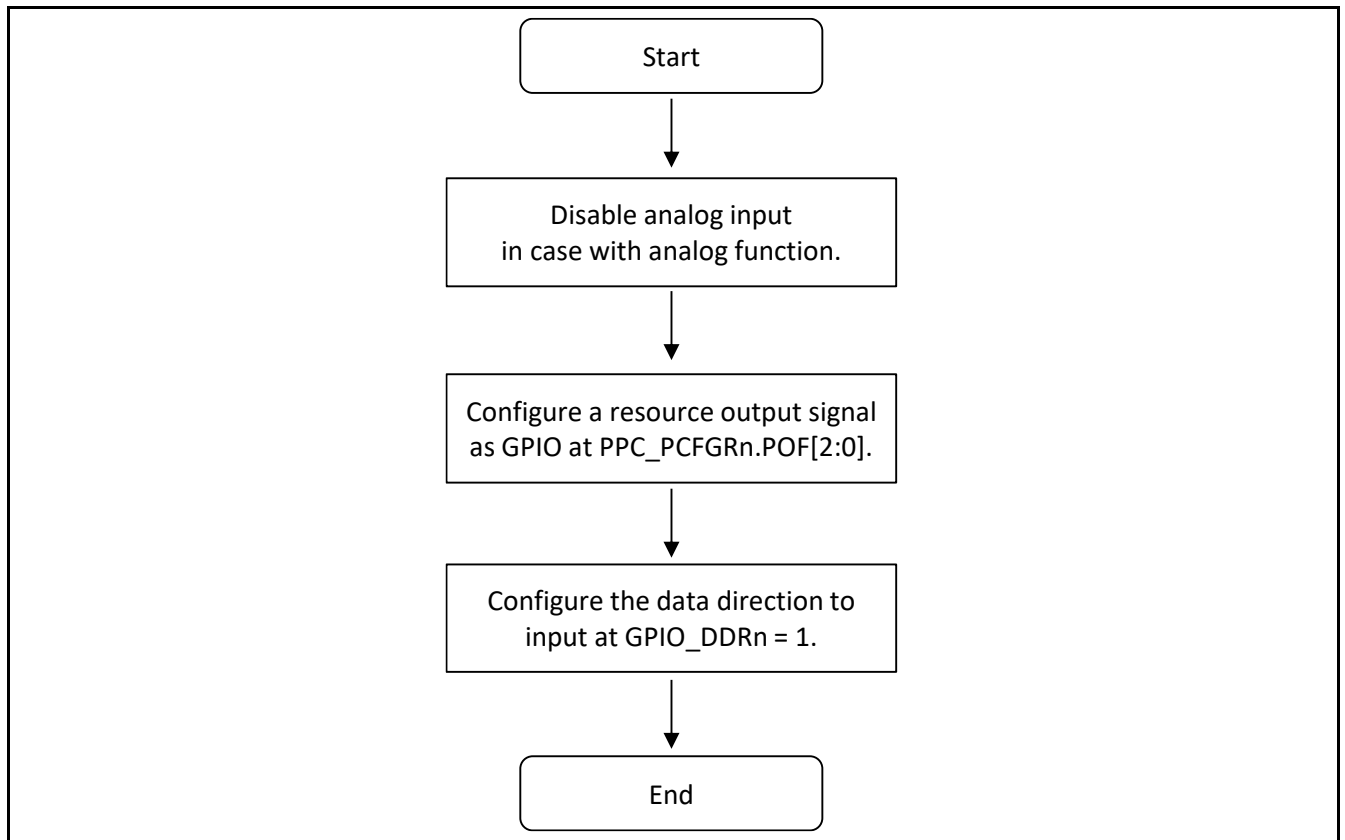 Start
Disable analog input
in case with analog function.
Configure a resource output signal
as GPIO at PPC_PCFGRn.POF[2:0].
Configure the data direction to
input at GPIO_DDRn = 1.
End